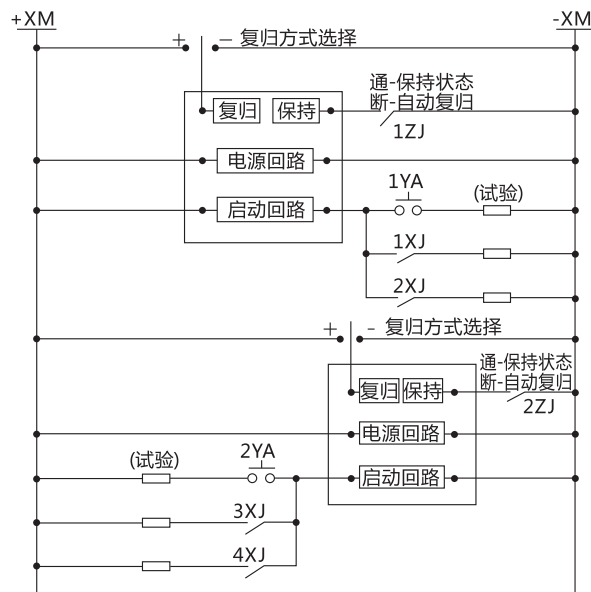 +XM
-XM
+ － 复归方式选择
通-保持状态
断-自动复归
复归 保持
1ZJ
电源回路
1YA
(试验)
启动回路
1XJ
2XJ
+ - 复归方式选择
通-保持状态
断-自动复归
复归 保持
2ZJ
电源回路
(试验)
2YA
启动回路
3XJ
4XJ